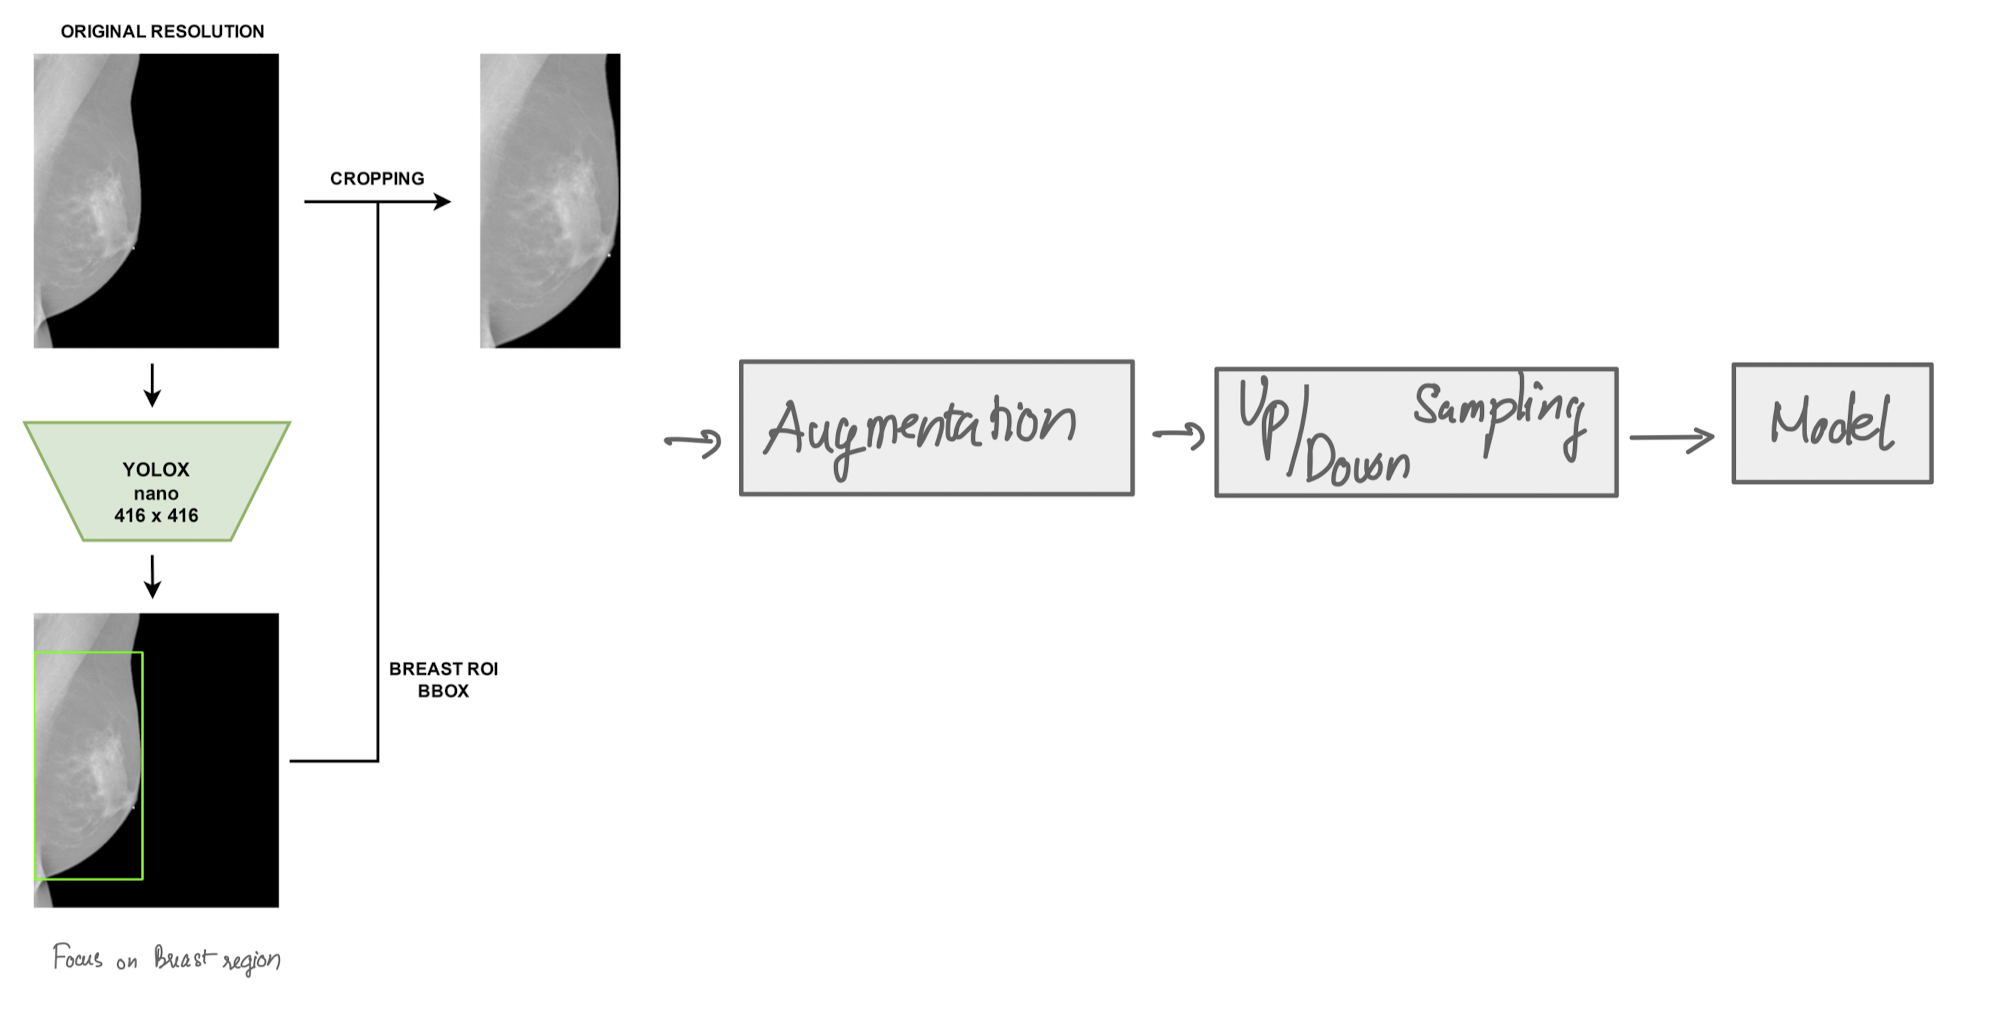 ORIGINAL RESOLUTION
CROPPING
YOLOX
nano
416 x 416
BREAST ROI
BBOX
Focus on Breast region
Augmentation
Up/Down Sampling
Model